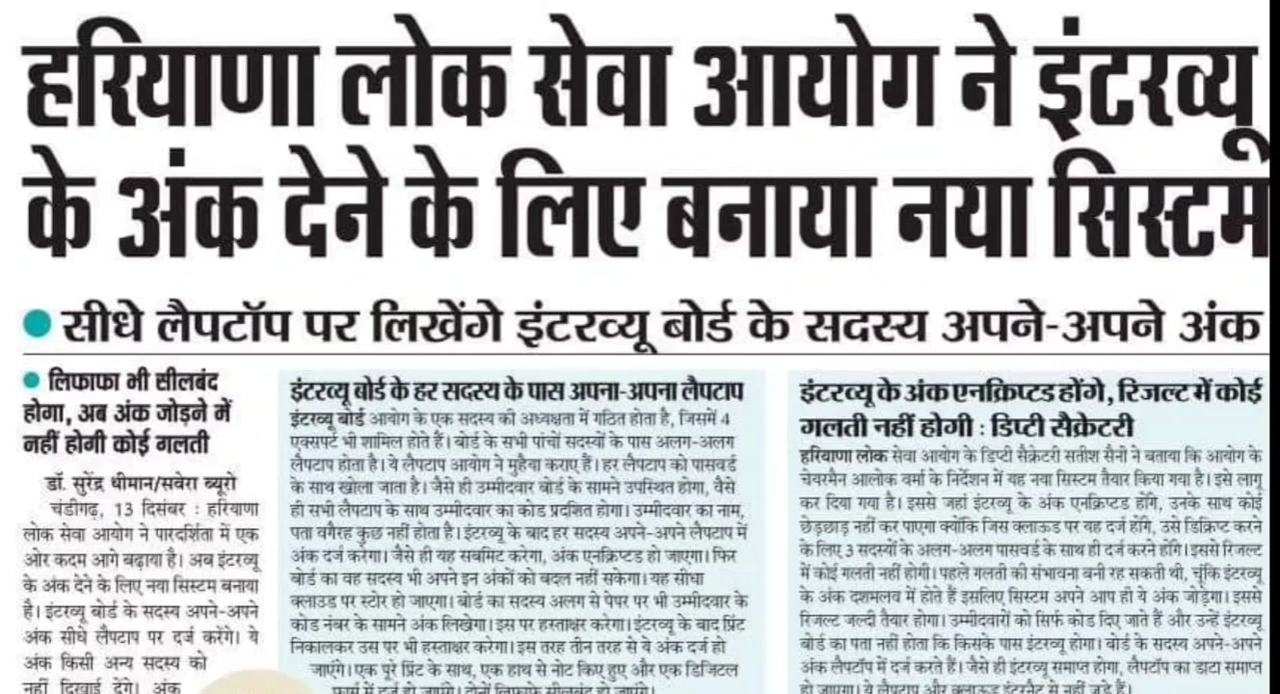 हरियाणा लोक सेवा आयोग ने इंटरव्यू
के अंक देने के लिए बनाया नया सिस्टम
सीधे लैपटॉप पर लिखेंगे इंटरव्यू बोर्ड के सदस्य अपने-अपने अंक
लिफाफा भी सीलबंद
होगा, अब अंक जोड़ने में
नहीं होगी कोई गलती
डॉ. सुरेंद्र धीमान/सवेरा ब्यूरो
चंडीगढ़, 13 दिसंबर : हरियाणा
लोक सेवा आयोग ने पारदर्शिता में एक
ओर कदम आगे बढ़ाया है। अब इंटरव्यू
के अंक देने के लिए नया सिस्टम बनाया
है। इंटरव्यू बोर्ड के सदस्य अपने-अपने
अंक सीधे लैपटाप पर दर्ज करेंगे। ये
अंक किसी अन्य सदस्य को
नहीं दिखाई देंगे। अंक
इंटरव्यू बोर्ड के हर सदस्य के पास अपना-अपना लैपटाप
इंटरव्यू बोर्ड आयोग के एक सदस्य की अध्यक्षता में गठित होता है, जिसमें 4
एक्सपर्ट भी शामिल होते हैं। बोर्ड के सभी पांचों सदस्यों के पास अलग-अलग
लैपटाप होता है। ये लैपटाप आयोग ने मुहैया कराए हैं। हर लैपटाप को पासवर्ड
के साथ खोला जाता है। जैसे ही उम्मीदवार बोर्ड के सामने उपस्थित होगा, वैसे
ही सभी लैपटाप के साथ उम्मीदवार का कोड प्रदर्शित होगा। उम्मीदवार का नाम,
पता वगैरह कुछ नहीं होता है। इंटरव्यू के बाद हर सदस्य अपने-अपने लैपटाप में
अंक दर्ज करेगा। जैसे ही यह सबमिट करेगा, अंक एनक्रिप्टड हो जाएगा। फिर
बोर्ड का वह सदस्य भी अपने इन अंकों को बदल नहीं सकेगा। यह सीधा
क्लाउड पर स्टोर हो जाएगा। बोर्ड का सदस्य अलग से पेपर पर भी उम्मीदवार के
कोड नंबर के सामने अंक लिखेगा। इस पर हस्ताक्षर करेगा। इंटरव्यू के बाद प्रिंट
निकालकर उस पर भी हस्ताक्षर करेगा। इस तरह तीन तरह से ये अंक दर्ज हो
जाएंगे। एक पूरे प्रिंट के साथ, एक हाथ से नोट किए हुए और एक डिजिटल
फार्म में दर्ज हो जाएंगे। दोनों लिफाफे सीलबंद हो जाएंगे।
इंटरव्यू के अंक एनक्रिप्टड होंगे, रिजल्ट में कोई
गलती नहीं होगी : डिप्टी सैक्रेटरी
हरियाणा लोक सेवा आयोग के डिप्टी सैक्रेटरी सतीश सैनी ने बताया कि आयोग के
चेयरमैन आलोक वर्मा के निर्देशन में यह नया सिस्टम तैयार किया गया है। इसे लागू
कर दिया गया है। इससे जहां इंटरव्यू के अंक एनक्रिप्टड होंगे, उनके साथ कोई
छेड़छाड़ नहीं कर पाएगा क्योंकि जिस क्लाऊड पर यह दर्ज होंगे, उसे डिक्रिप्ट करने
के लिए 3 सदस्यों के अलग-अलग पासवर्ड के साथ ही दर्ज करने होंगे। इससे रिजल्ट
में कोई गलती नहीं होगी। पहले गलती की संभावना बनी रह सकती थी, चूंकि इंटरव्यू
के अंक दशमलव में होते हैं इसलिए सिस्टम अपने आप ही ये अंक जोड़ेगा। इससे
रिजल्ट जल्दी तैयार होगा। उम्मीदवारों को सिर्फ कोड दिए जाते हैं और उन्हें इंटरव्यू
बोर्ड का पता नहीं होता कि किसके पास इंटरव्यू होगा। बोर्ड के सदस्य अपने-अपने
अंक लैपटॉप में दर्ज करते हैं। जैसे ही इंटरव्यू समाप्त होगा, लैपटॉप का डाटा समाप्त
हो जाएगा। ये लैपटाप और क्लाऊड इंटरनैट से नहीं जुड़े हैं।